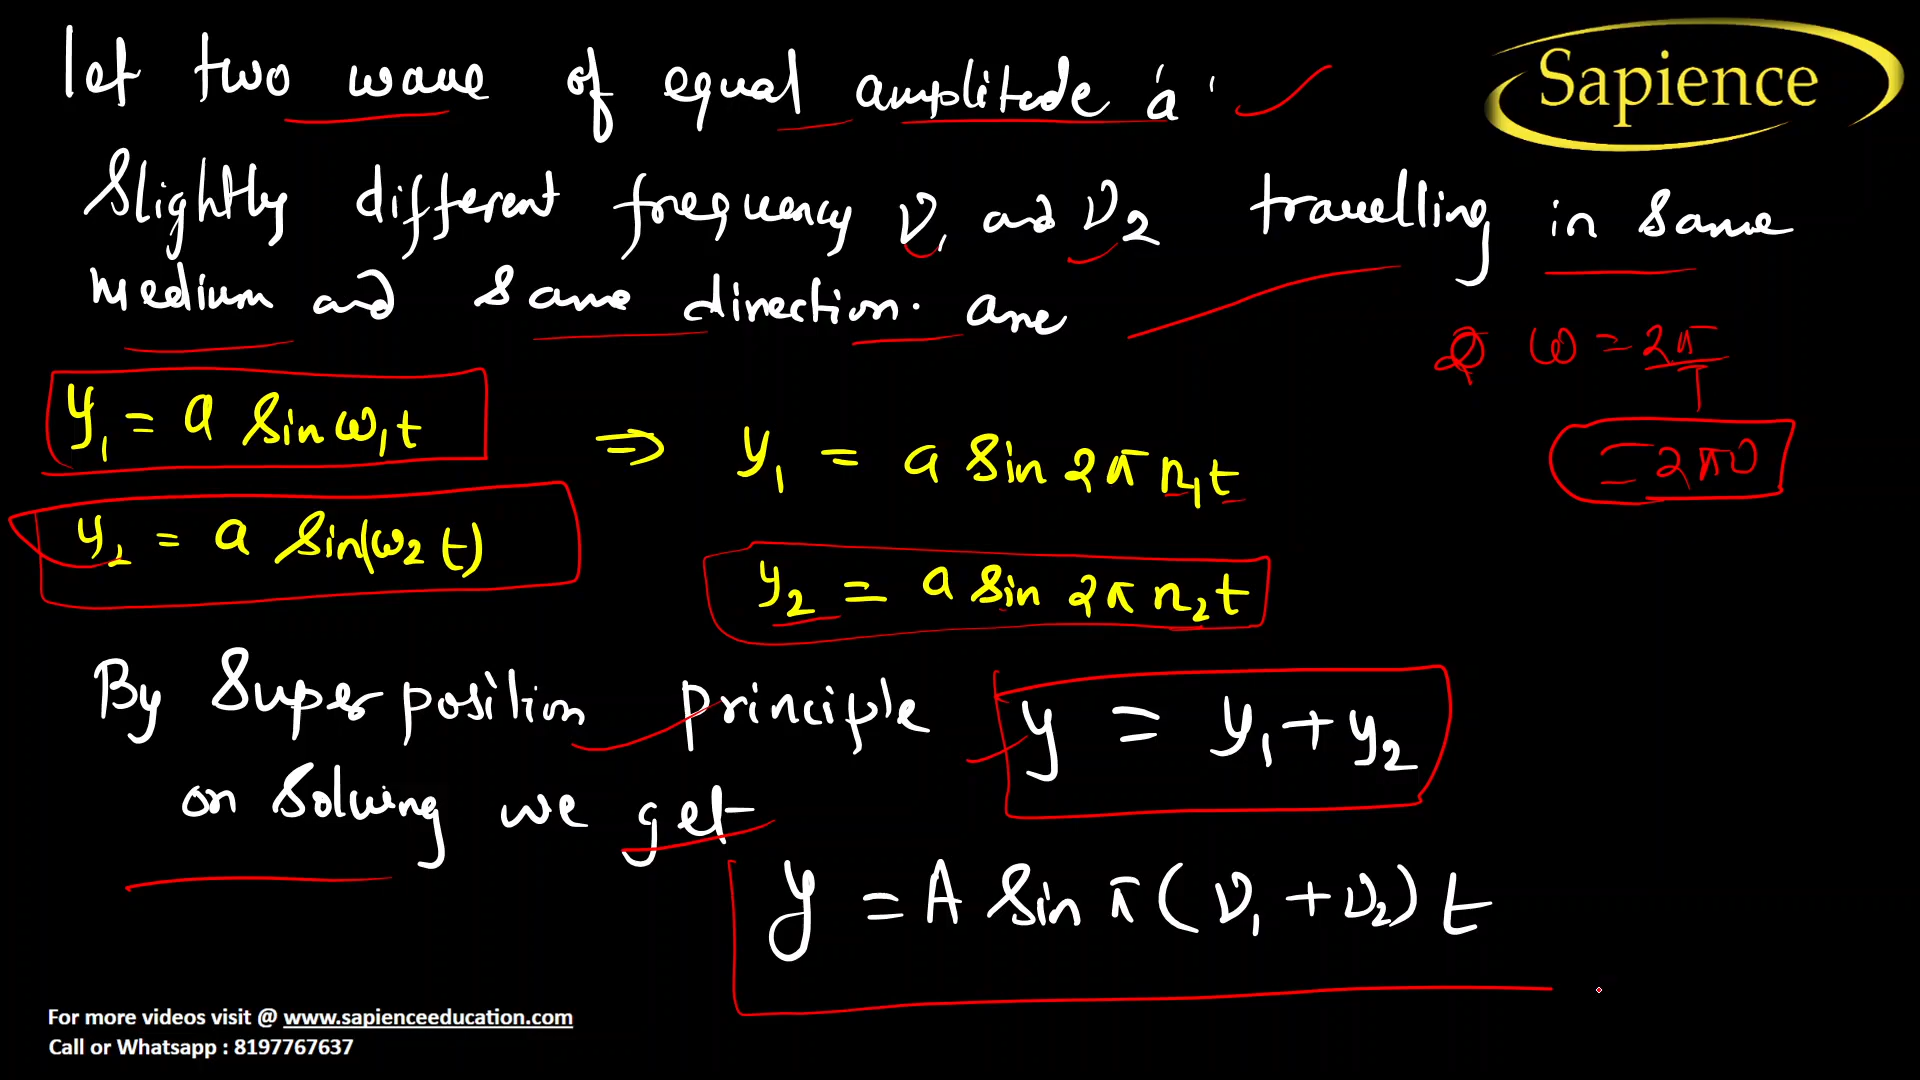 let two wave of equal amplitude 'a'
Sapience
Slightly different frequency ν1 and ν2 travelling in same
medium and same direction. are
ω = 2π/T
= 2πν
y1 = a sin ω1t ⇒ y1 = a sin 2π n1t
y2 = a sin(ω2 t)
y2 = a sin 2π n2 t
By Superposition principle y = y1 + y2
on solving we get
y = A sin π(ν1 + ν2) t
For more videos visit @ www.sapienceeducation.com
Call or Whatsapp : 8197767637